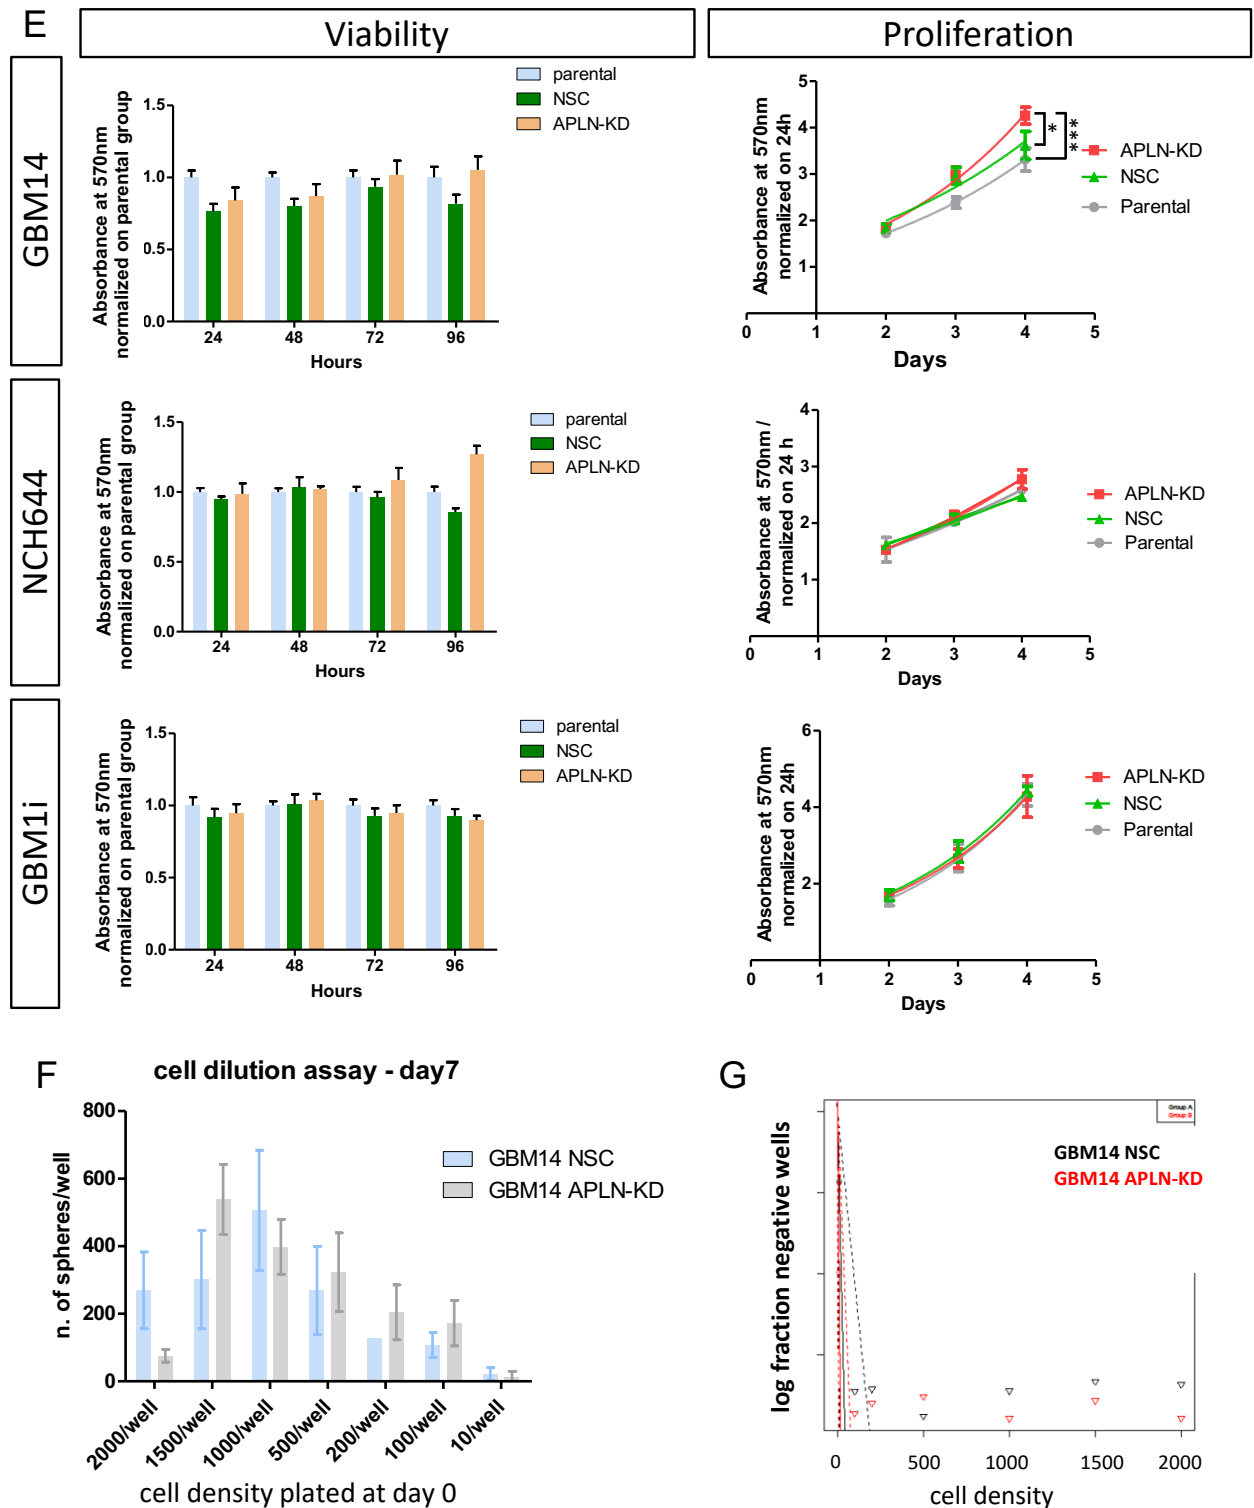 E
Viability
Proliferation
GBM14
Absorbance at 570nm
normalized on parental group
1.5
1.0
0.5
0.0
24 48 72 96
Hours
parental
NSC
APLN-KD
Absorbance at 570nm
normalized on 24h
5
4
3
2
1
0 1 2 3 4 5
Days
*
***
APLN-KD
NSC
Parental
NCH644
Absorbance at 570nm
normalized on parental group
1.5
1.0
0.5
0.0
24 48 72 96
Hours
parental
NSC
APLN-KD
Absorbance at 570nm /
normalized on 24 h
4
3
2
1
0 1 2 3 4 5
Days
APLN-KD
NSC
Parental
GBM1i
Absorbance at 570nm
normalized on parental group
1.5
1.0
0.5
0.0
24 48 72 96
Hours
parental
NSC
APLN-KD
Absorbance at 570nm
normalized on 24h
6
4
2
0 1 2 3 4 5
Days
APLN-KD
NSC
Parental
F
cell dilution assay - day7
n. of spheres/well
800
600
400
200
0
2000/well 1500/well 1000/well 500/well 200/well 100/well 10/well
cell density plated at day 0
GBM14 NSC
GBM14 APLN-KD
G
log fraction negative wells
Group A
Group B
GBM14 NSC
GBM14 APLN-KD
0 500 1000 1500 2000
cell density